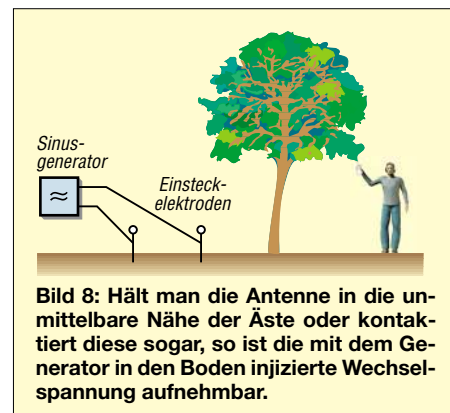 Sinus-
generator
≈
Einsteck-
elektroden
Bild 8: Hält man die Antenne in die un-
mittelbare Nähe der Äste oder kontak-
tiert diese sogar, so ist die mit dem Ge-
nerator in den Boden injizierte Wechsel-
spannung aufnehmbar.